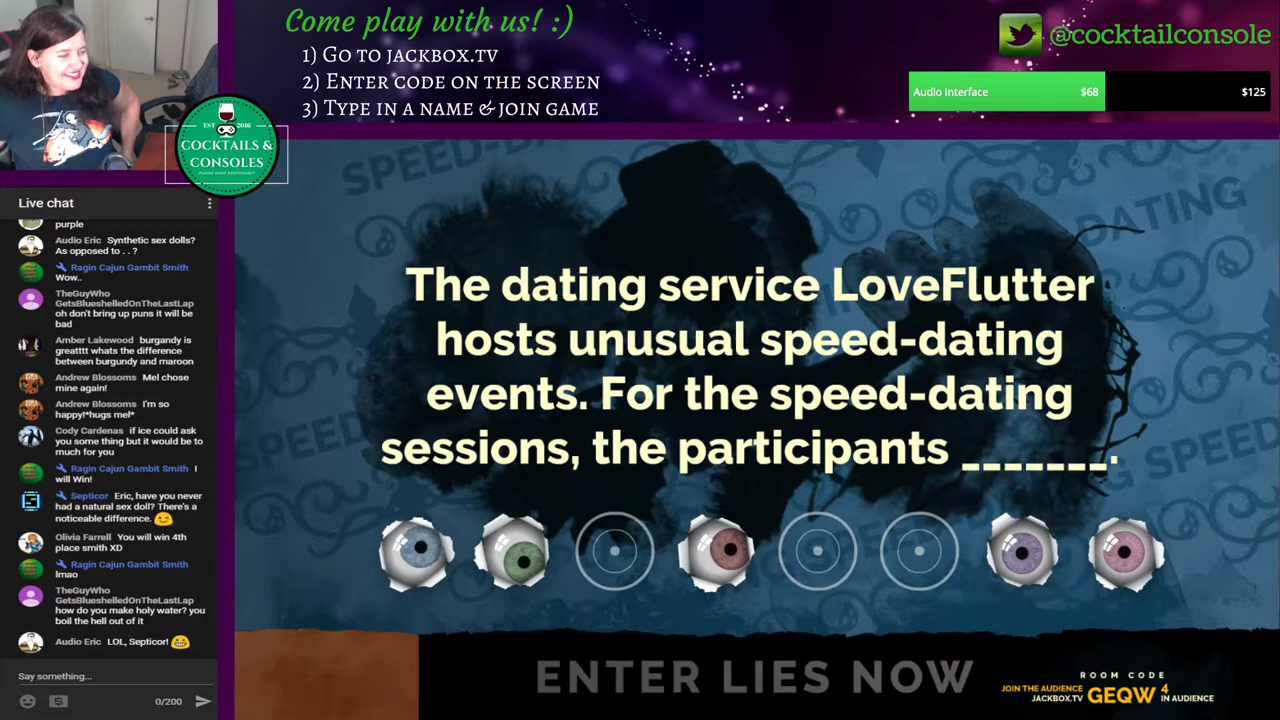 Come play with us! :)
1) Go to jackbox.tv
2) Enter code on the screen
3) Type in a name & join game
@cocktailconsole
Audio Interface $68 $125
EST 2016
COCKTAILS &
CONSOLES
PLEASE GAME RESPONSIBLY
Live chat
purple
Audio Eric Synthetic sex dolls?
As opposed to . . ?
Ragin Cajun Gambit Smith
Wow..
TheGuyWho
GetsBlueshelledOnTheLastLap
oh don't bring up puns it will be
bad
Amber Lakewood burgandy is
greatttt whats the difference
between burgundy and maroon
Andrew Blossoms Mel chose
mine again!
Andrew Blossoms I'm so
happy!*hugs mel*
Cody Cardenas if ice could ask
you some thing but it would be to
much for you
Ragin Cajun Gambit Smith I
will Win!
Septicor Eric, have you never
had a natural sex doll? There's a
noticeable difference.
Olivia Farrell You will win 4th
place smith XD
Ragin Cajun Gambit Smith
lmao
TheGuyWho
GetsBlueshelledOnTheLastLap
how do you make holy water? you
boil the hell out of it
Audio Eric LOL, Septicor!
Say something...
0/200
SPEED-DATING
The dating service LoveFlutter
hosts unusual speed-dating
events. For the speed-dating
sessions, the participants _______.
ENTER LIES NOW
ROOM CODE
JOIN THE AUDIENCE
JACKBOX.TV
GEQW
4
IN AUDIENCE